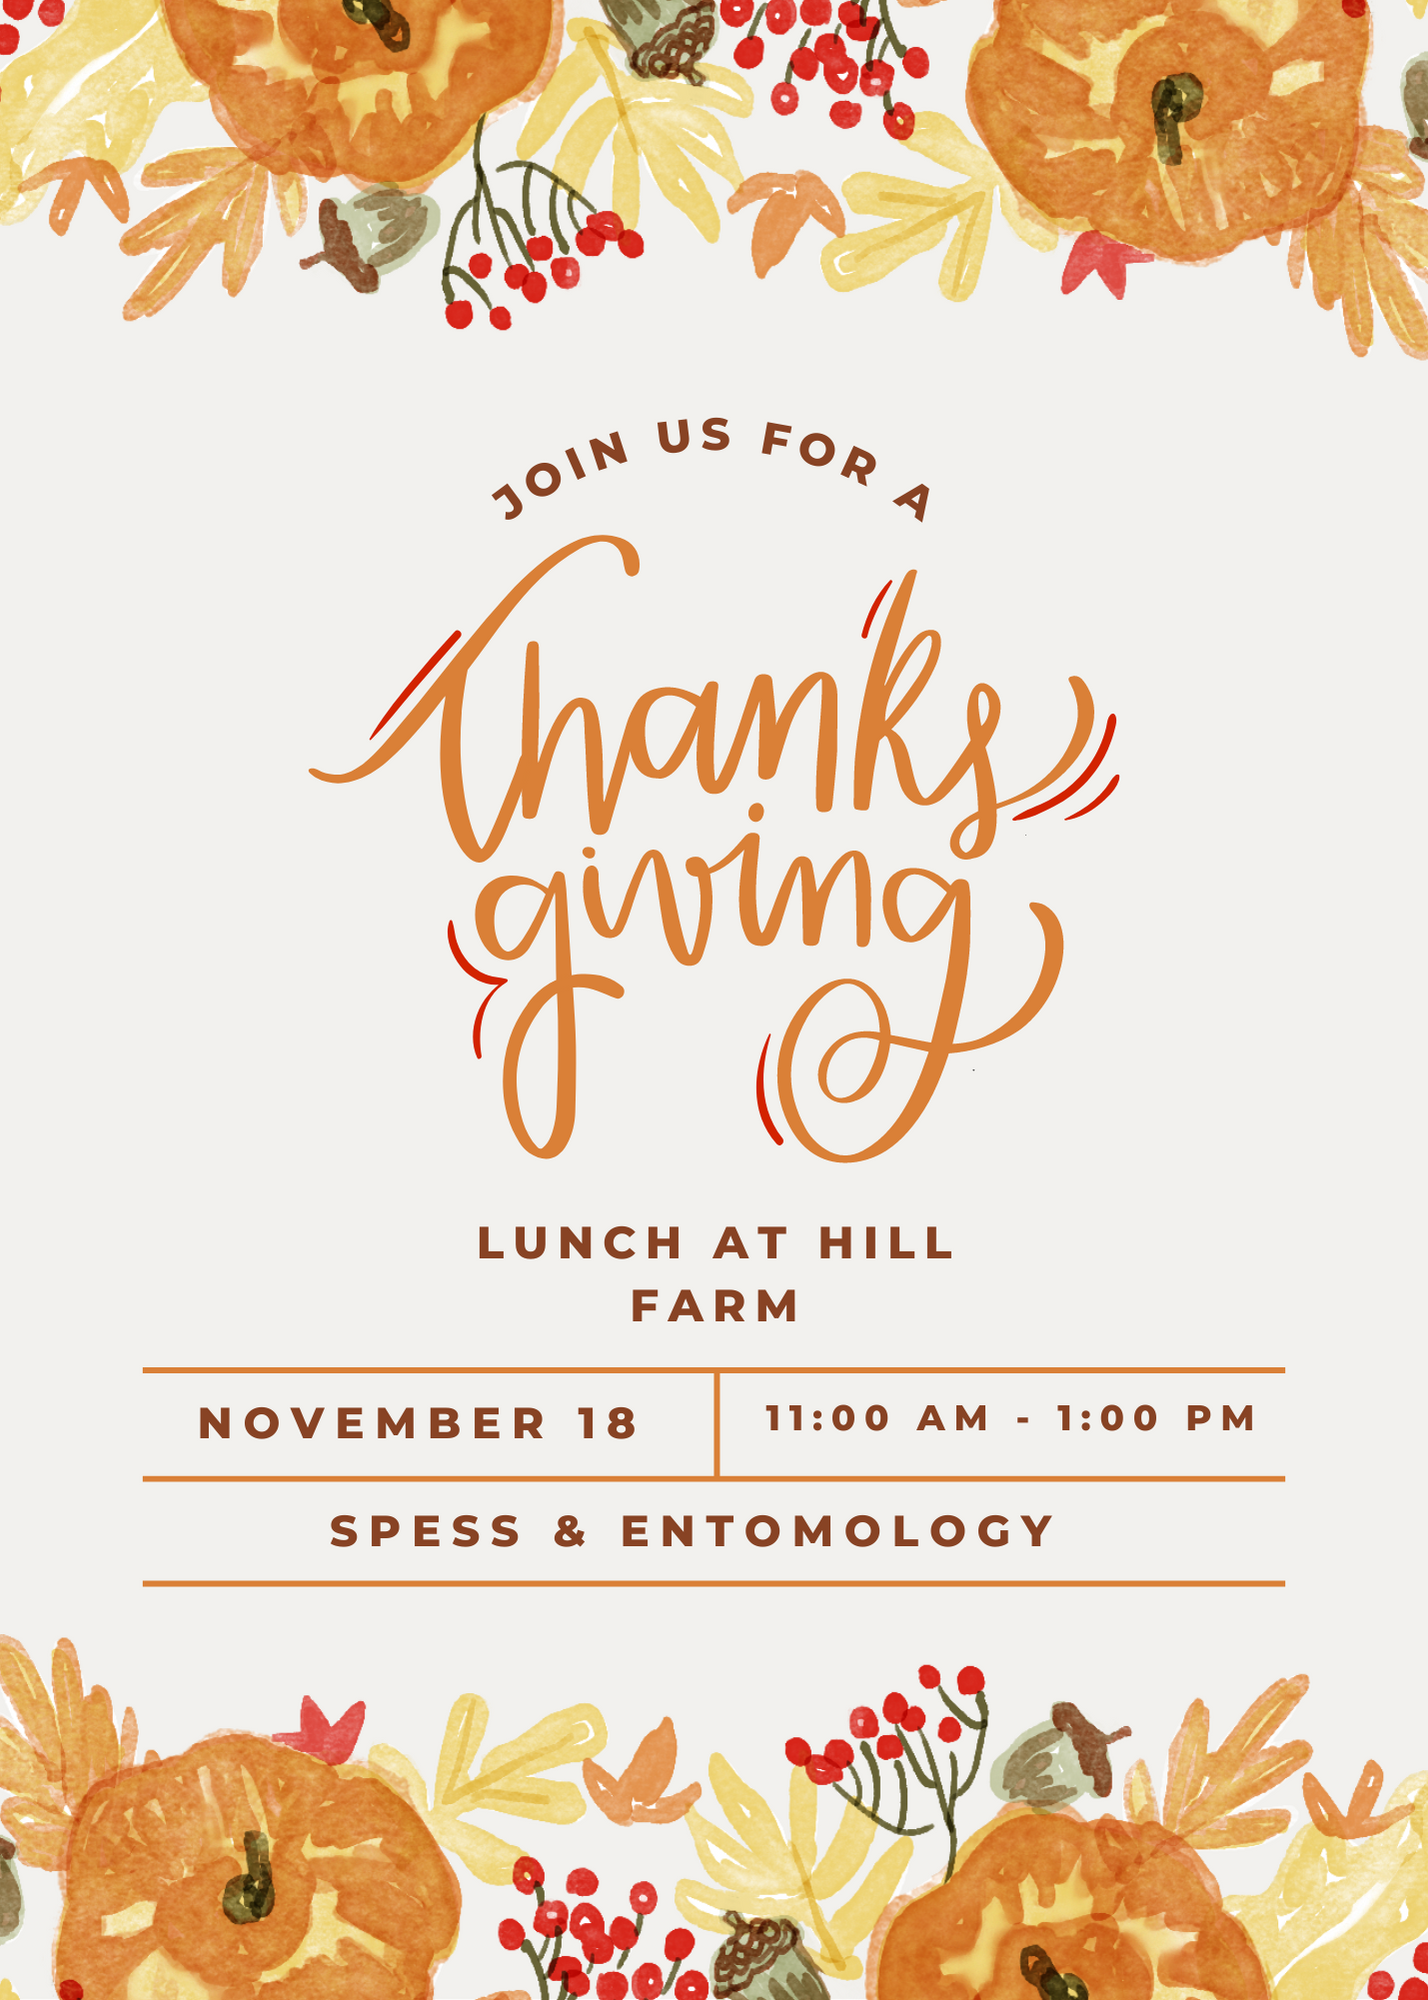 JOIN US FOR A
Thanks
giving
LUNCH AT HILL
FARM
NOVEMBER 18
11:00 AM - 1:00 PM
SPESS & ENTOMOLOGY